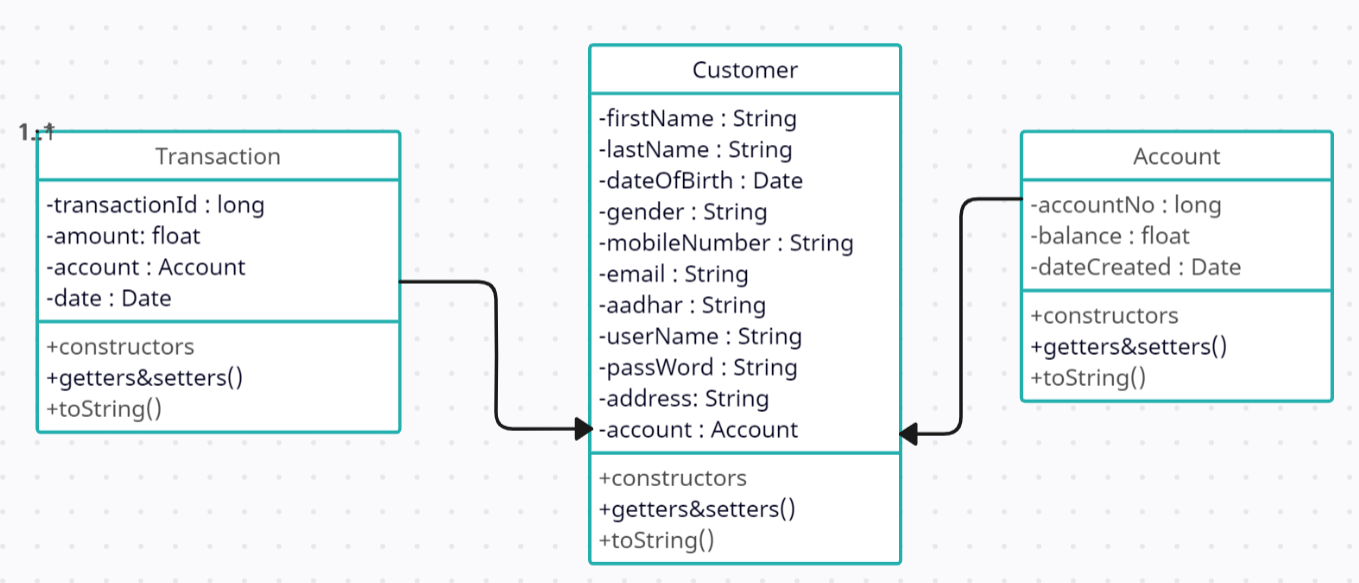 1..*
Transaction
-transactionId : long
-amount: float
-account : Account
-date : Date
+constructors
+getters&setters()
+toString()
Customer
-firstName : String
-lastName : String
-dateOfBirth : Date
-gender : String
-mobileNumber : String
-email : String
-aadhar : String
-userName : String
-passWord : String
-address: String
-account : Account
+constructors
+getters&setters()
+toString()
Account
-accountNo : long
-balance : float
-dateCreated : Date
+constructors
+getters&setters()
+toString()